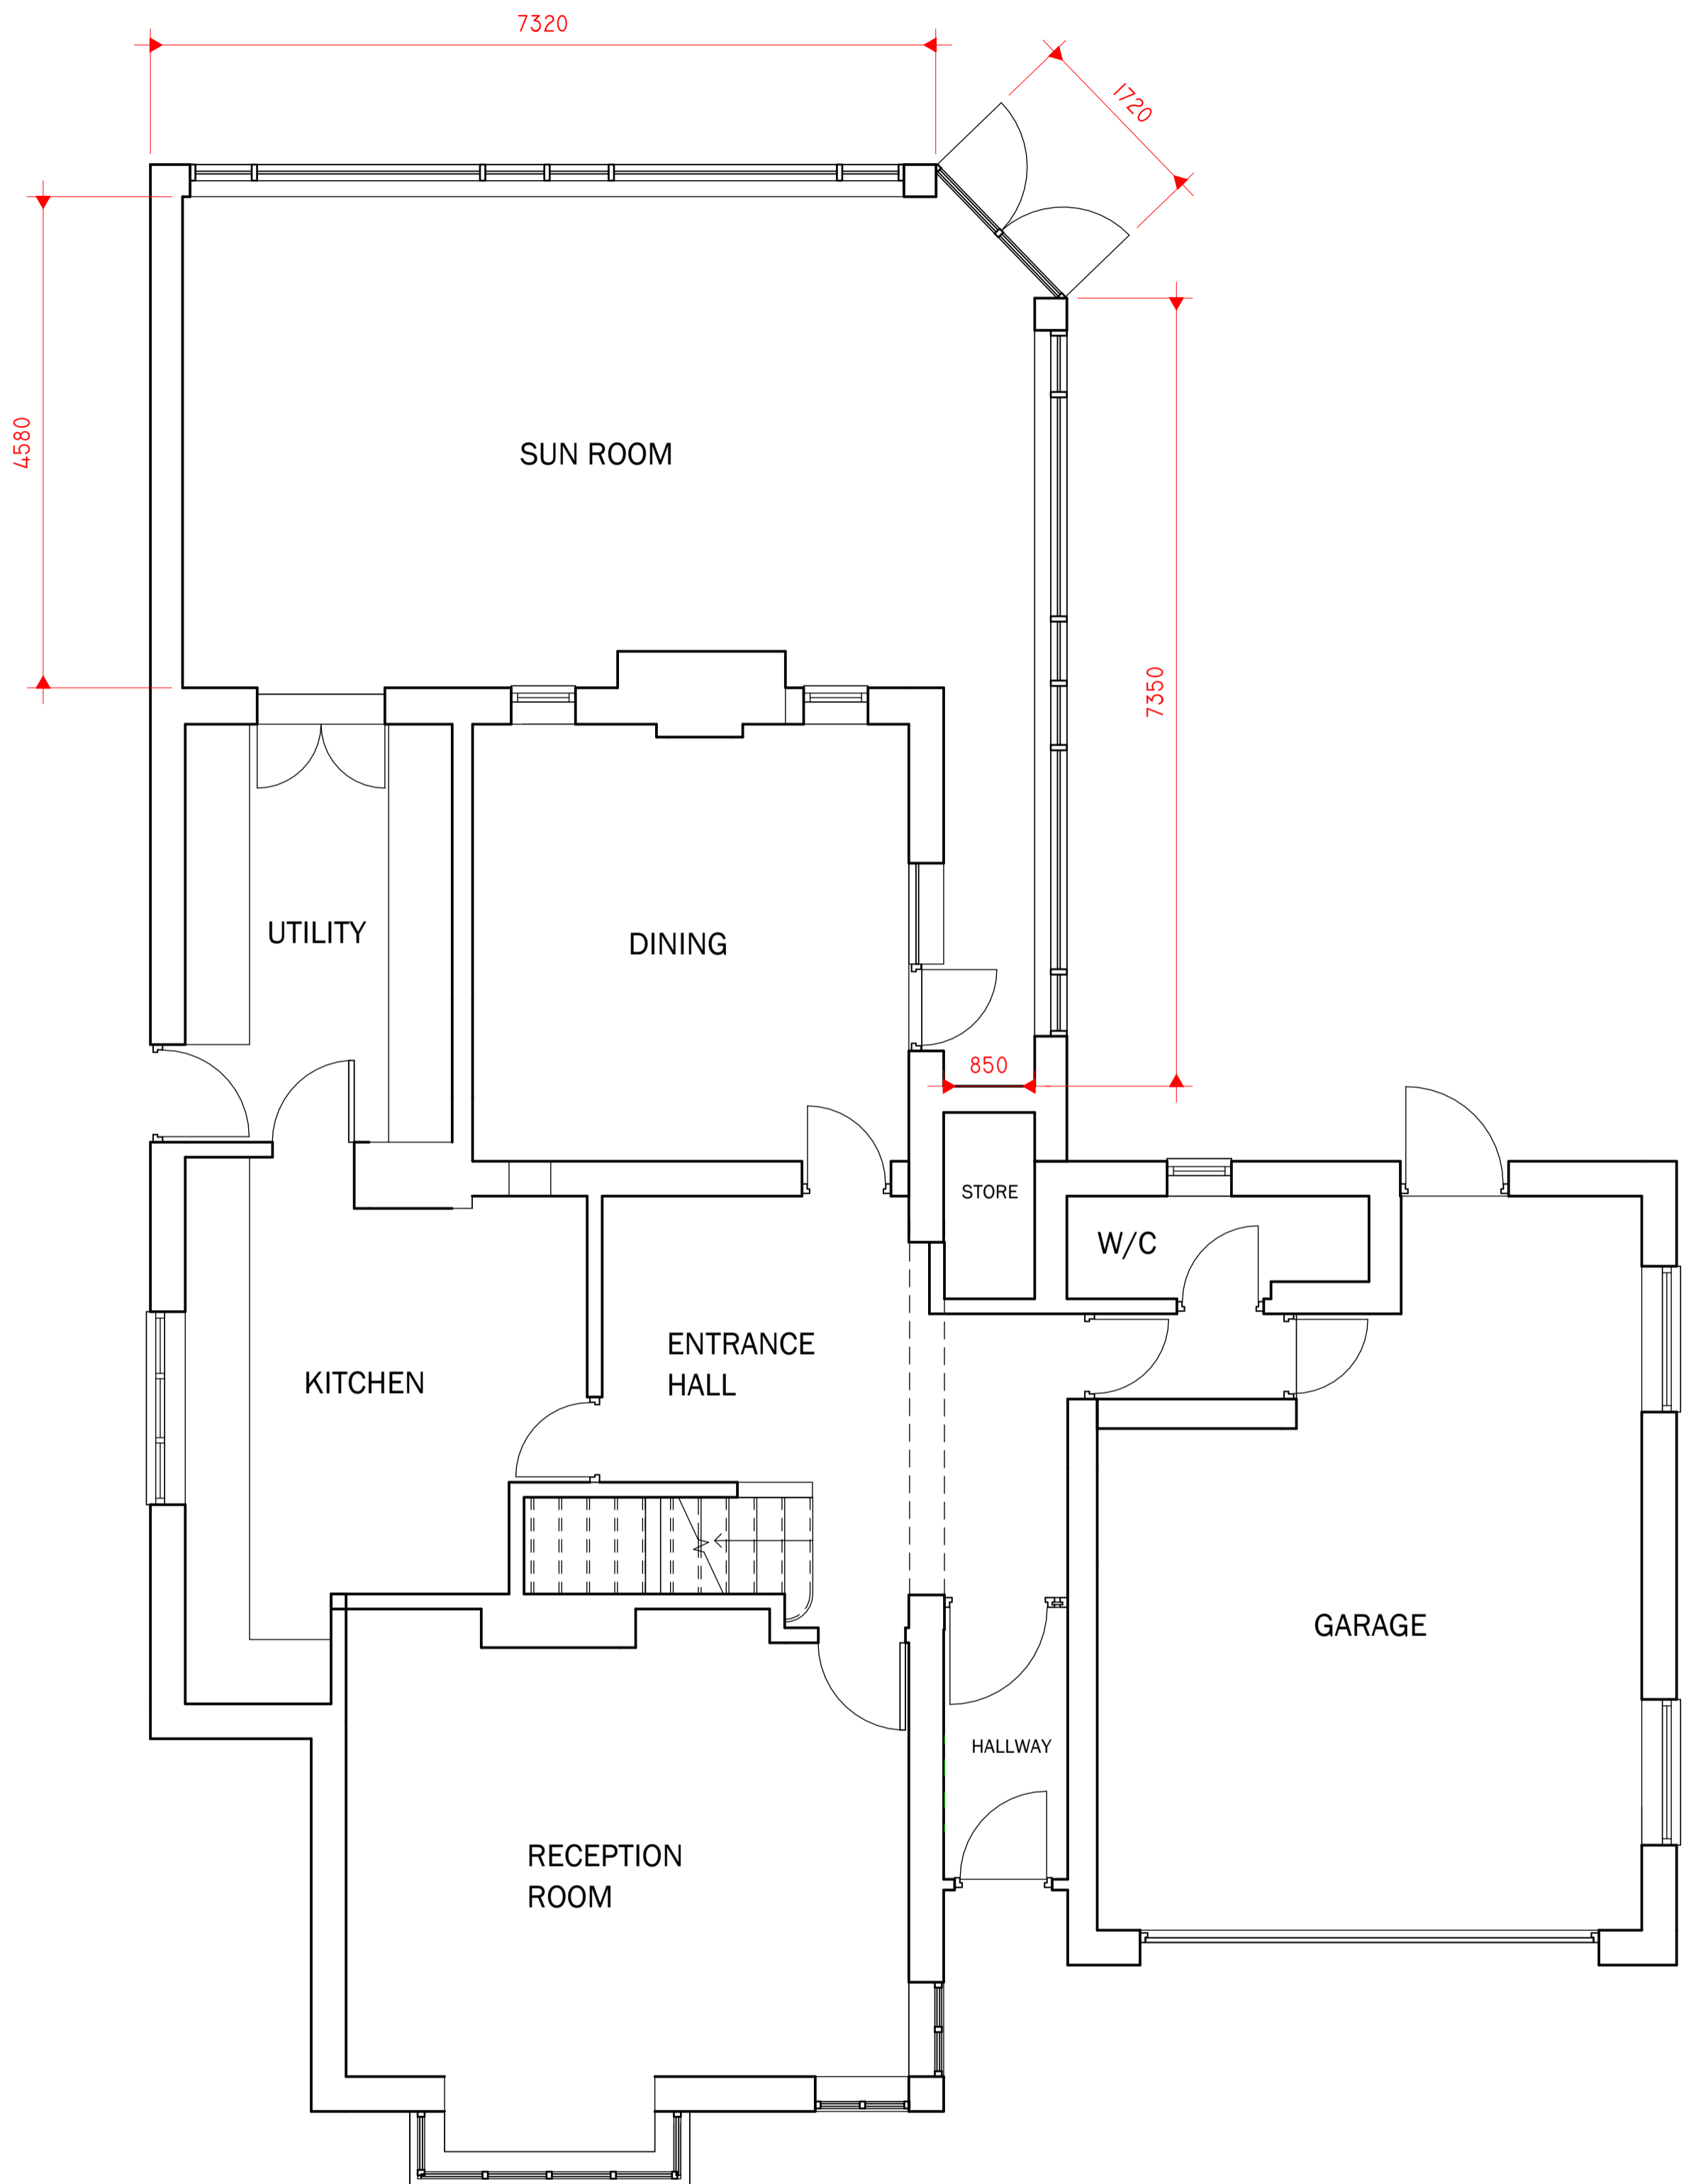 7320
1720
4580
SUN ROOM
7350
UTILITY
DINING
850
STORE
W/C
ENTRANCE
HALL
KITCHEN
GARAGE
HALLWAY
RECEPTION
ROOM